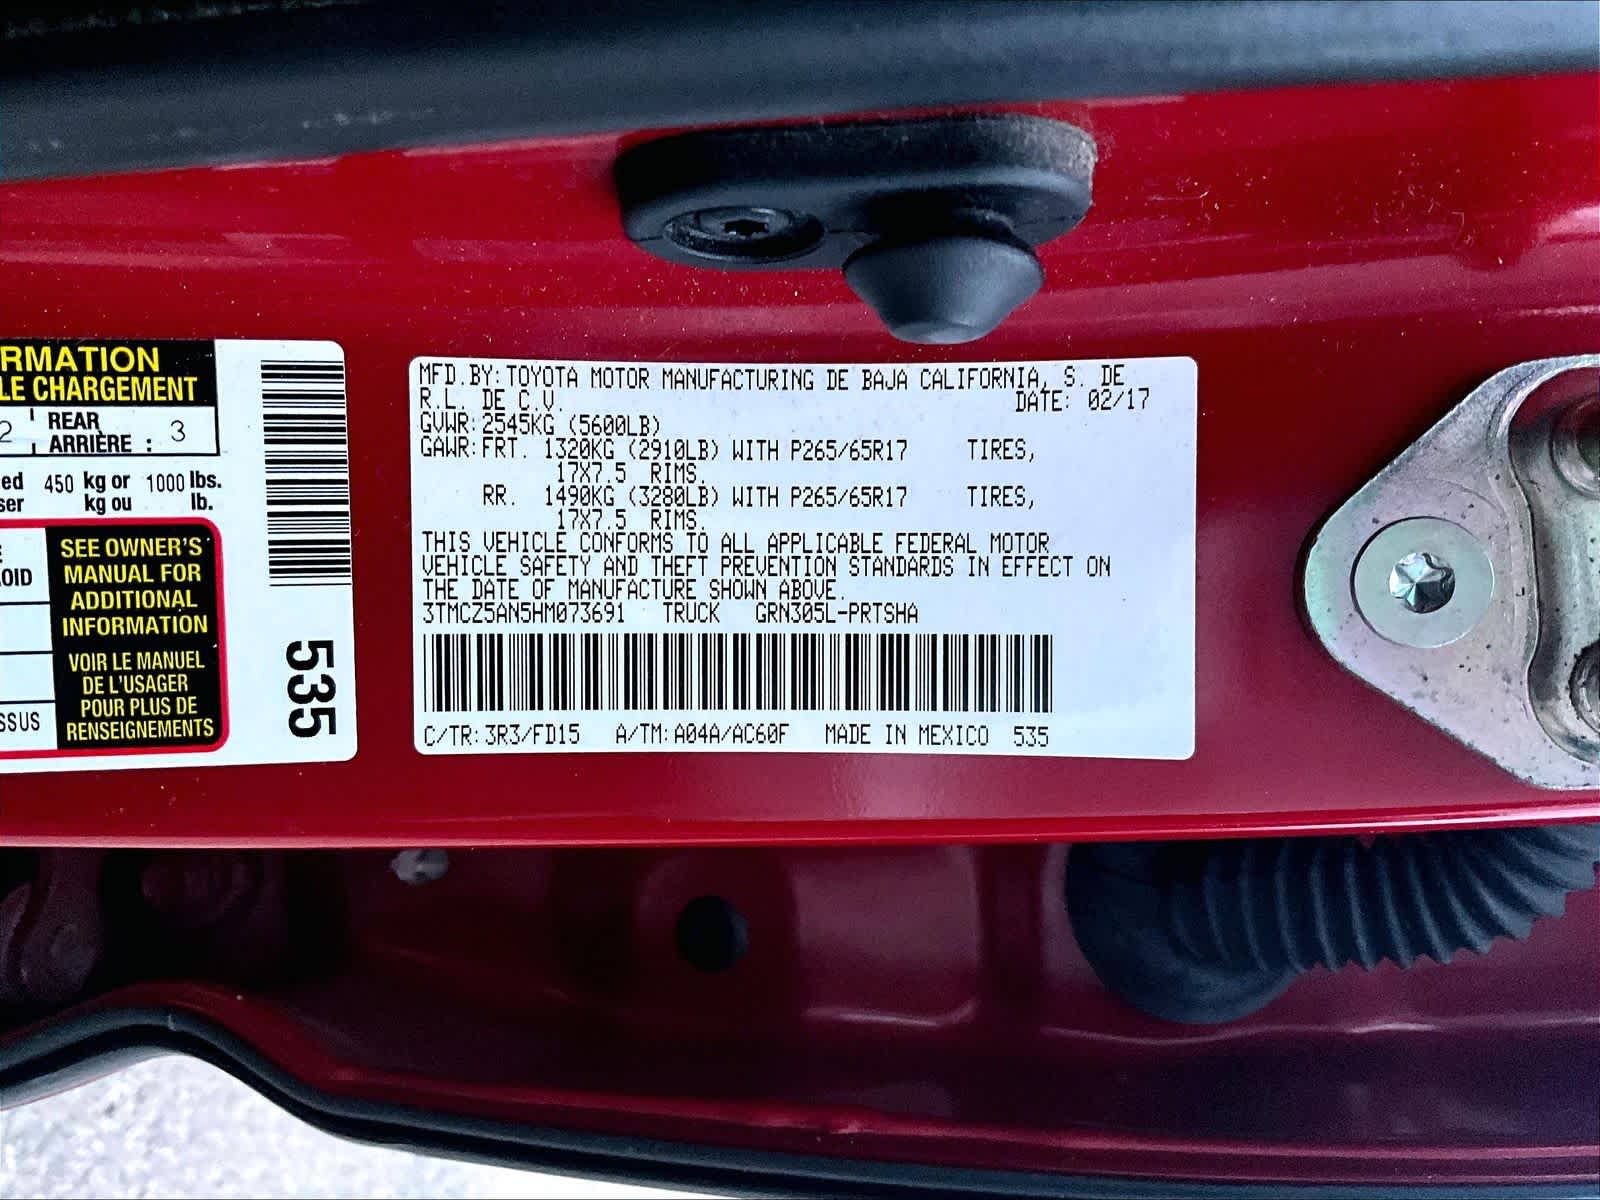 RMATION
LE CHARGEMENT
2 REAR
ARRIÈRE : 3
450 kg or 1000 lbs.
kg ou lb.
SEE OWNER'S
MANUAL FOR
ADDITIONAL
INFORMATION
VOIR LE MANUEL
DE L'USAGER
POUR PLUS DE
RENSEIGNEMENTS
535
MFD.BY:TOYOTA MOTOR MANUFACTURING DE BAJA CALIFORNIA, S. DE
R.L. DE C.V. DATE: 02/17
GVWR:2545KG (5600LB)
GAWR:FRT. 1320KG (2910LB) WITH P265/65R17 TIRES,
17X7.5 RIMS.
RR. 1490KG (3280LB) WITH P265/65R17 TIRES,
17X7.5 RIMS.
THIS VEHICLE CONFORMS TO ALL APPLICABLE FEDERAL MOTOR
VEHICLE SAFETY AND THEFT PREVENTION STANDARDS IN EFFECT ON
THE DATE OF MANUFACTURE SHOWN ABOVE.
3TMCZ5AN5HM073691 TRUCK GRN305L-PRTSHA
C/TR:3R3/FD15 A/TM:A04A/AC60F MADE IN MEXICO 535